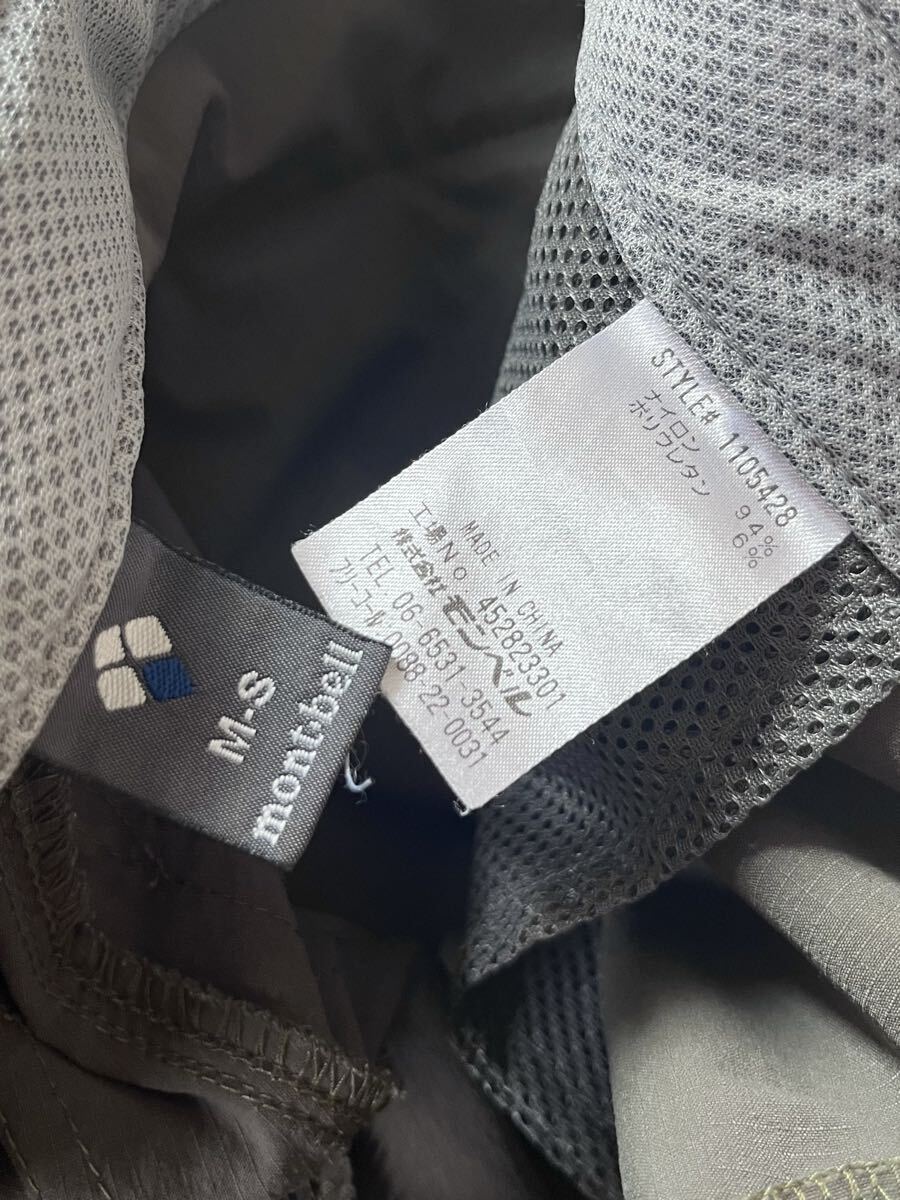 STYLE# 1105428
ナイロン 94%
ポリウレタン 6%
MADE IN CHINA
工場No 452823301
株式会社 モンベル
TEL 06-6531-3544
フリーコール 0088-22-0031
M-S
montbell